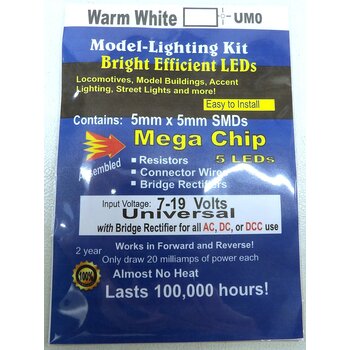 Warm White -UM0
Model-Lighting Kit
Bright Efficient LEDs
Locomotives, Model Buildings, Accent
Lighting, Street Lights and more!
Easy to Install
Contains: 5mm x 5mm SMDs
Mega Chip
5 LEDs
Assembled
▪ Resistors
▪ Connector Wires
▪ Bridge Rectifiers
Input Voltage: 7-19 Volts
Universal
with Bridge Rectifier for all AC, DC, or DCC use
Works in Forward and Reverse!
2 year
Only draw 20 milliamps of power each
100%
Almost No Heat
Lasts 100,000 hours!